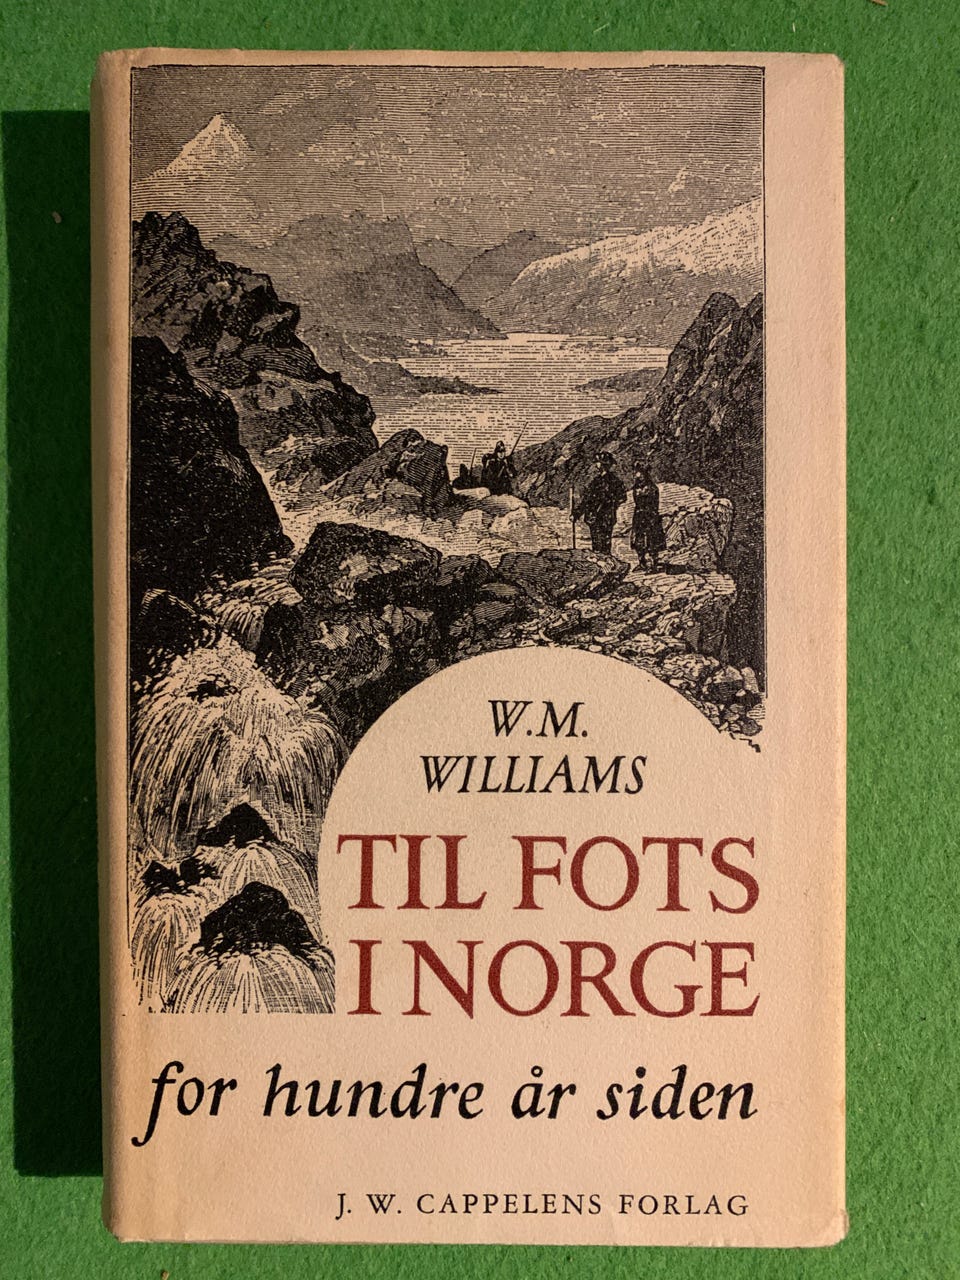 W.M.
WILLIAMS
TIL FOTS
I NORGE
for hundre år siden
J. W. CAPPELENS FORLAG